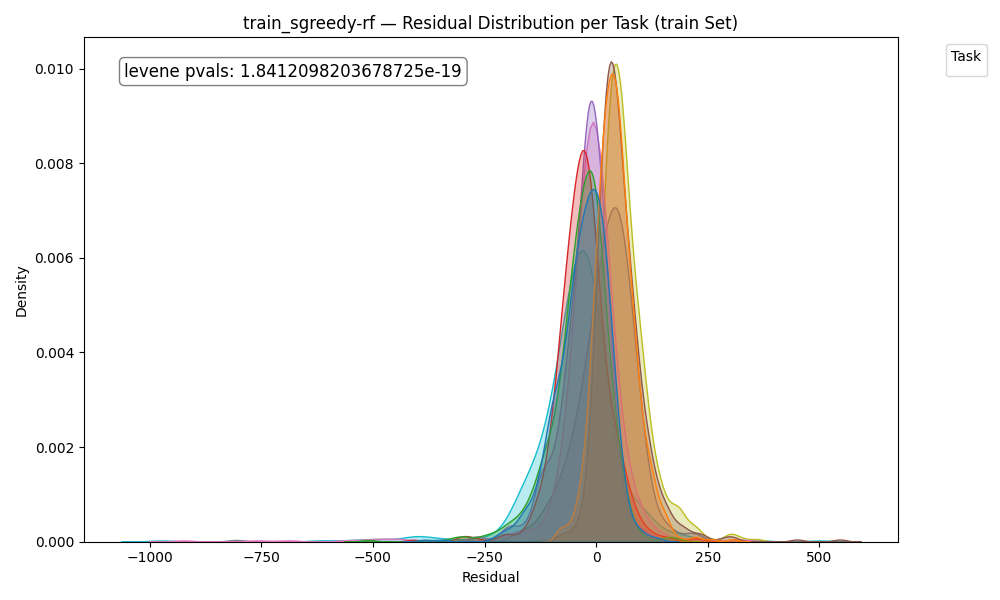 train_sgreedy-rf — Residual Distribution per Task (train Set)
levene pvals: 1.8412098203678725e-19
Task
Density
0.010
0.008
0.006
0.004
0.002
0.000
−1000
−750
−500
−250
0
250
500
Residual